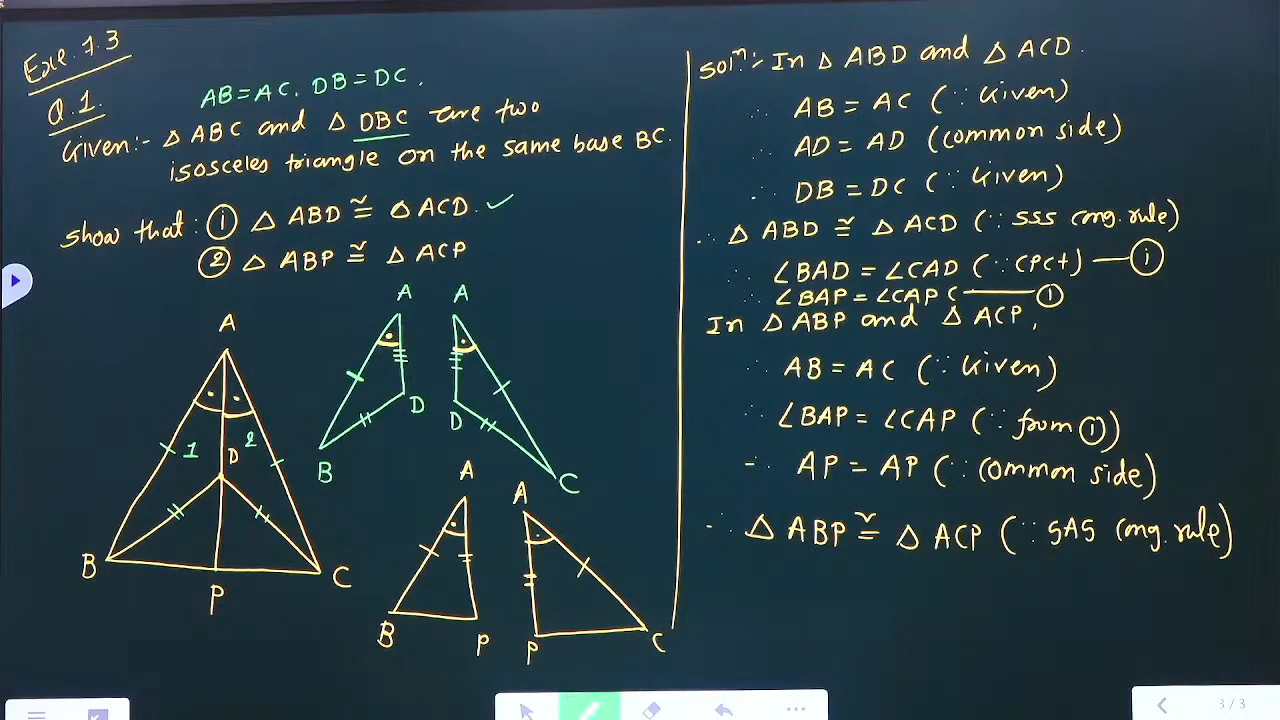 Exe. 7.3
Q.1.
AB = AC, DB = DC,
Given:- △ ABC and △ DBC are two
isosceles triangle on the same base BC.
Show that: ① △ ABD ≅ △ ACD. ✓
② △ ABP ≅ △ ACP
A
1
2
D
B
P
C
A
D
B
A
D
C
A
B
P
A
P
C
Solⁿ:- In △ ABD and △ ACD.
∴ AB = AC (∵ Given)
∴ AD = AD (common side)
∴ DB = DC (∵ Given)
∴ △ ABD ≅ △ ACD (∵ SSS cong. rule)
∴ ∠BAD = ∠CAD (∵ CPCT) — ①
∠BAP = ∠CAP ( — ①
In △ ABP and △ ACP,
∴ AB = AC (∵ Given)
∴ ∠BAP = ∠CAP (∵ from ①)
∴ AP = AP (∵ Common side)
∴ △ ABP ≅ △ ACP (∵ SAS cong. rule)
3/3